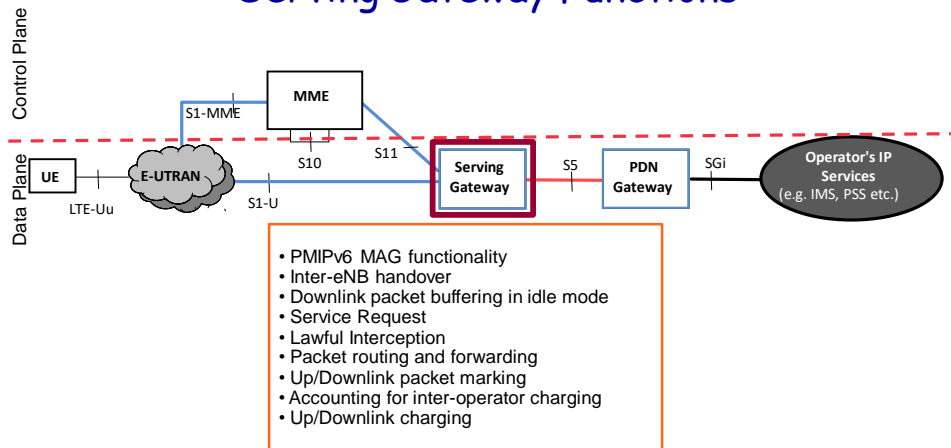 Serving Gateway Functions
Control Plane
Data Plane
MME
S1-MME
S10
S11
UE
LTE-Uu
E-UTRAN
S1-U
Serving
Gateway
S5
PDN
Gateway
SGi
Operator's IP
Services
(e.g. IMS, PSS etc.)
• PMIPv6 MAG functionality
• Inter-eNB handover
• Downlink packet buffering in idle mode
• Service Request
• Lawful Interception
• Packet routing and forwarding
• Up/Downlink packet marking
• Accounting for inter-operator charging
• Up/Downlink charging